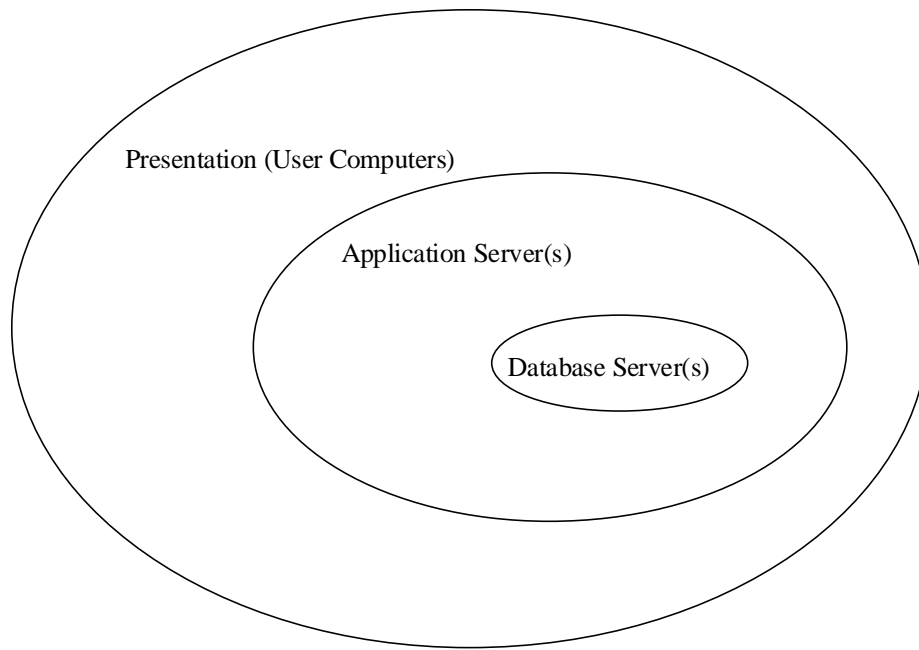 Presentation (User Computers)
Application Server(s)
Database Server(s)